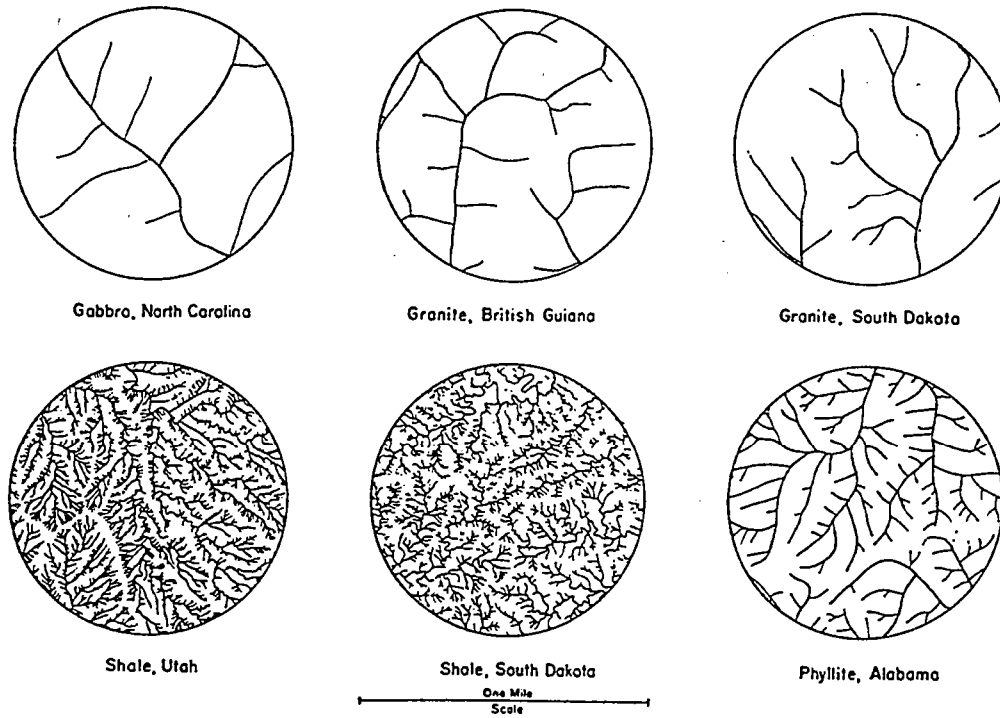 Gabbro, North Carolina
Granite, British Guiana
Granite, South Dakota
Shale, Utah
Shale, South Dakota
Phyllite, Alabama
One Mile
Scale